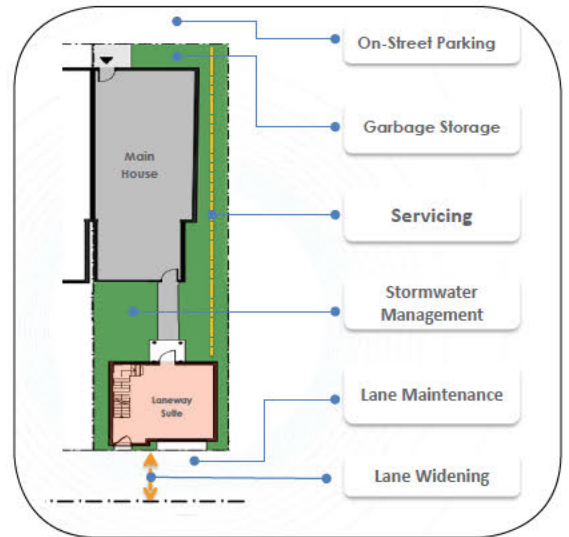 On-Street Parking
Garbage Storage
Main
House
Servicing
Stormwater
Management
Laneway
Suite
Lane Maintenance
Lane Widening